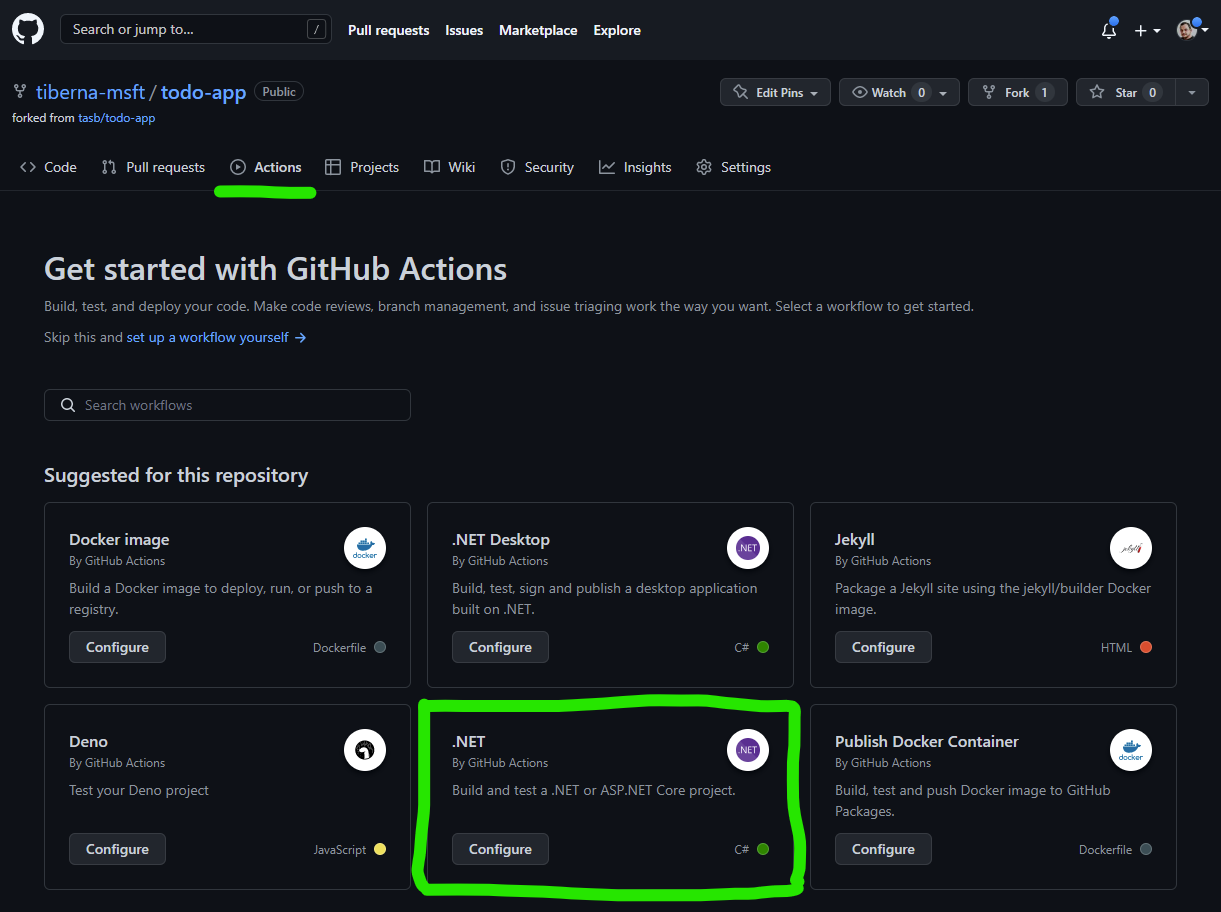 Search or jump to... /
Pull requests Issues Marketplace Explore
tiberna-msft / todo-app Public
Edit Pins Watch 0 Fork 1 Star 0
forked from tasb/todo-app
Code Pull requests Actions Projects Wiki Security Insights Settings
Get started with GitHub Actions
Build, test, and deploy your code. Make code reviews, branch management, and issue triaging work the way you want. Select a workflow to get started.
Skip this and set up a workflow yourself →
Search workflows
Suggested for this repository
Docker image
By GitHub Actions
docker
Build a Docker image to deploy, run, or push to a
registry.
Configure Dockerfile
.NET Desktop
By GitHub Actions
.NET
Build, test, sign and publish a desktop application
built on .NET.
Configure C#
Jekyll
By GitHub Actions
jekyll
Package a Jekyll site using the jekyll/builder Docker
image.
Configure HTML
Deno
By GitHub Actions
Test your Deno project
Configure JavaScript
.NET
By GitHub Actions
.NET
Build and test a .NET or ASP.NET Core project.
Configure C#
Publish Docker Container
By GitHub Actions
docker
Build, test and push Docker image to GitHub
Packages.
Configure Dockerfile